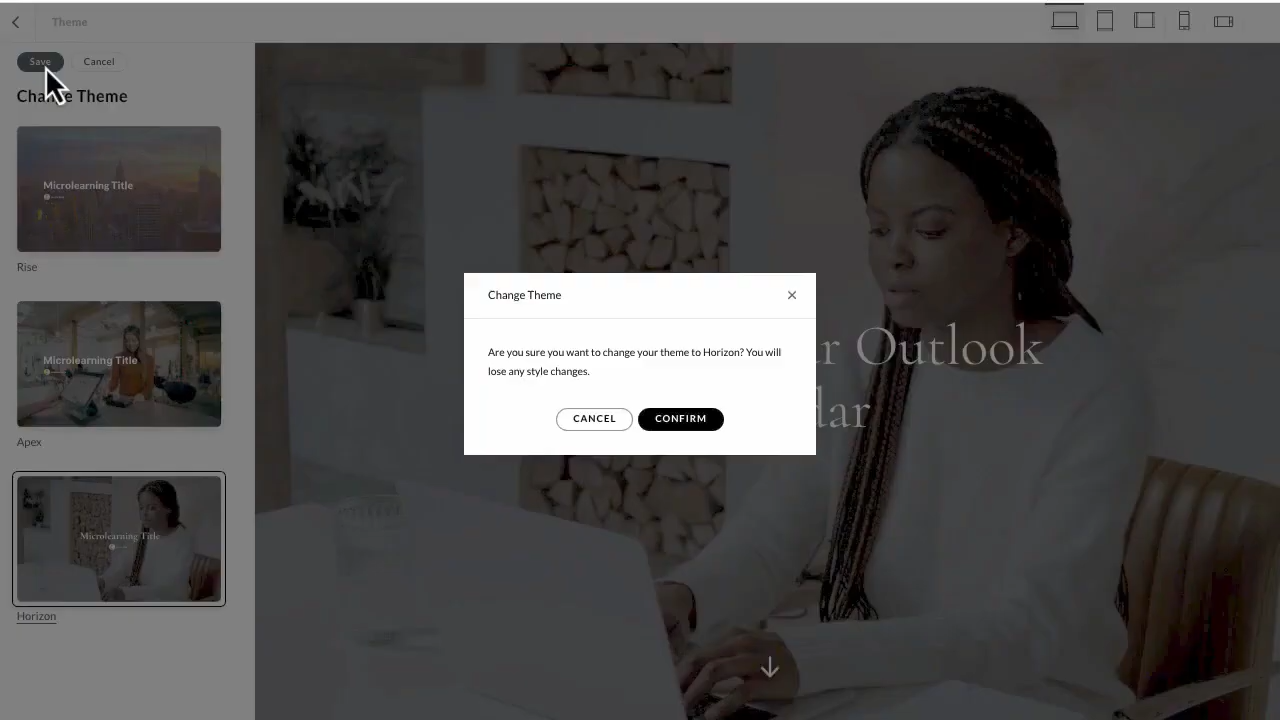 Theme
Save
Cancel
Change Theme
Microlearning Title
Rise
Microlearning Title
Apex
Microlearning Title
Horizon
Outlook
Change Theme
Are you sure you want to change your theme to Horizon? You will
lose any style changes.
CANCEL
CONFIRM